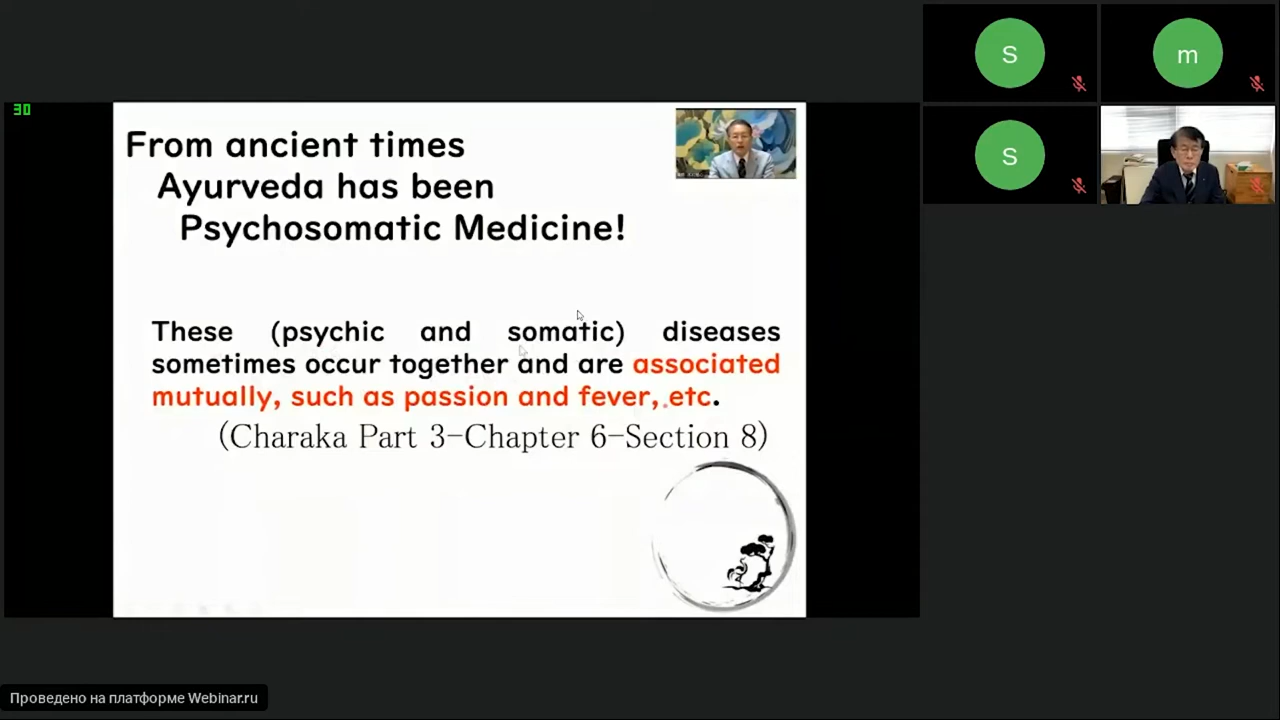 30
From ancient times
Ayurveda has been
Psychosomatic Medicine!
These (psychic and somatic) diseases
sometimes occur together and are associated
mutually, such as passion and fever, etc.
(Charaka Part 3-Chapter 6-Section 8)
S
m
S
Проведено на платформе Webinar.ru